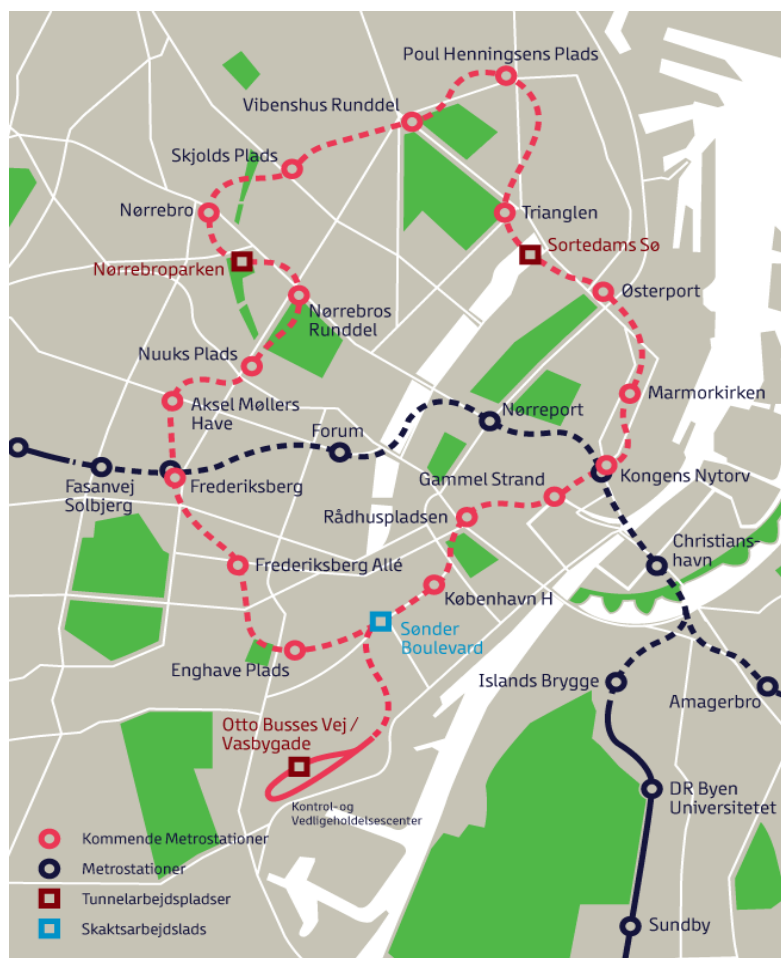 Poul Henningsens Plads
Vibenshus Runddel
Skjolds Plads
Nørrebro
Trianglen
Sortedams Sø
Nørrebroparken
Østerport
Nørrebros
Runddel
Nuuks Plads
Marmorkirken
Aksel Møllers
Have
Nørreport
Forum
Fasanvej
Solbjerg
Frederiksberg
Gammel Strand
Kongens Nytorv
Rådhuspladsen
Christians-
havn
Frederiksberg Allé
København H
Sønder
Boulevard
Enghave Plads
Islands Brygge
Amagerbro
Otto Busses Vej /
Vasbygade
DR Byen
Universitetet
Kontrol- og
Vedligeholdelsescenter
Kommende Metrostationer
Metrostationer
Tunnelarbejdspladser
Skaktsarbejdslads
Sundby